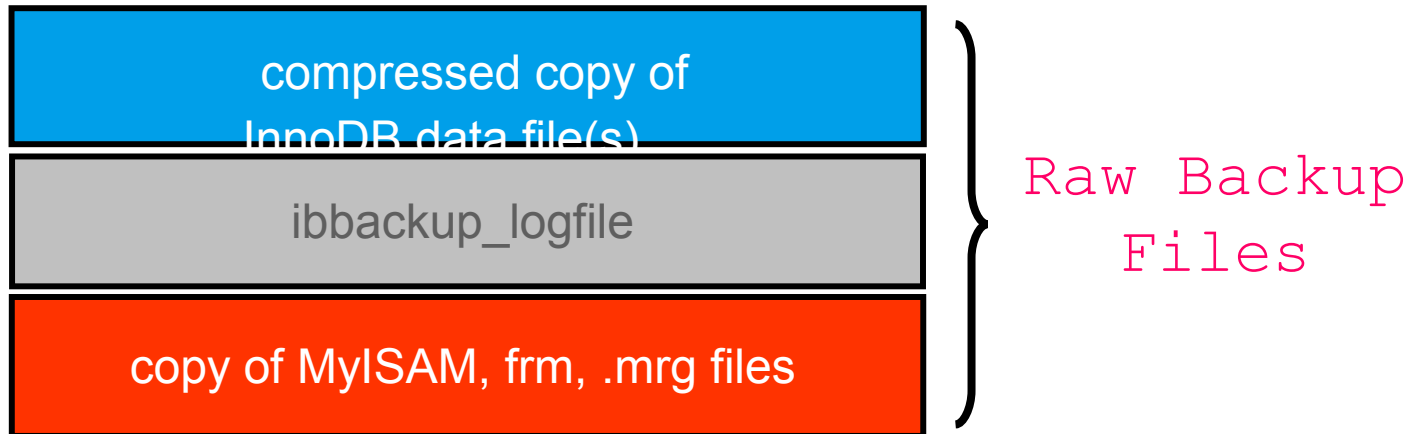 compressed copy of
InnoDB data file(s)
ibbackup_logfile
copy of MyISAM, frm, .mrg files
Raw Backup
Files